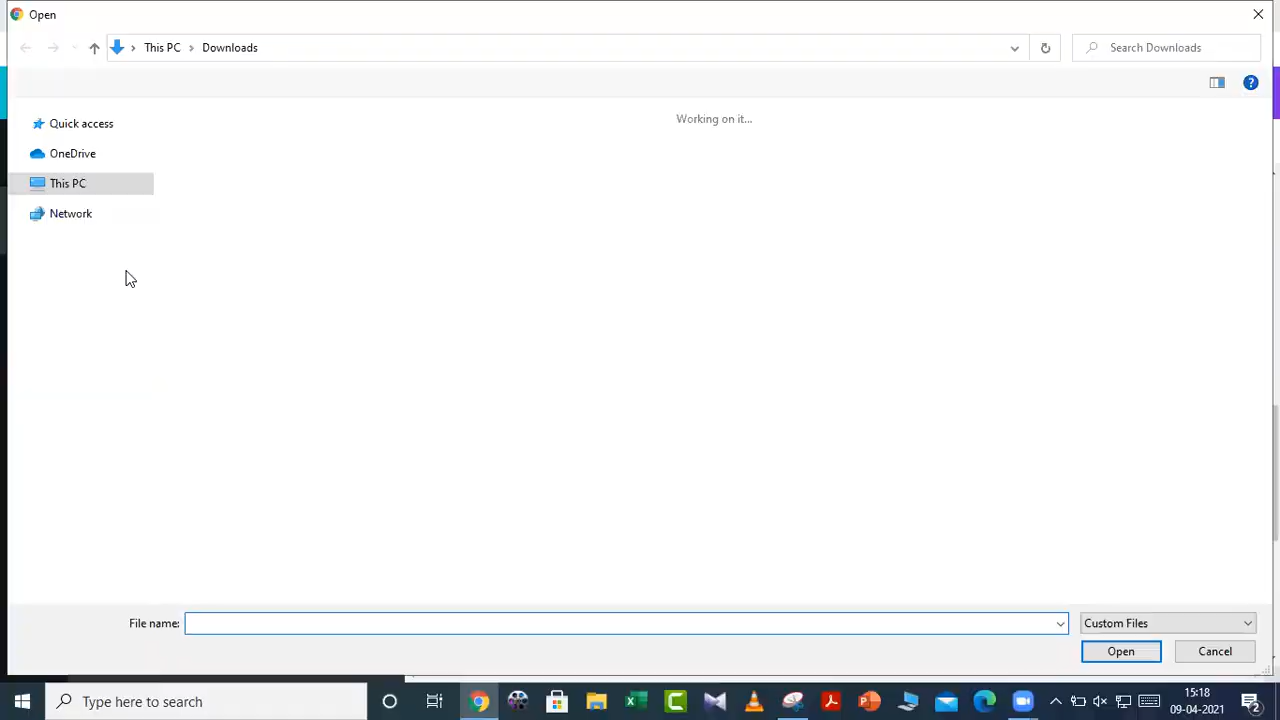 Open
This PC > Downloads
Search Downloads
Quick access
OneDrive
This PC
Network
Working on it...
File name:
Custom Files
Open
Cancel
Type here to search
15:18
09-04-2021
2